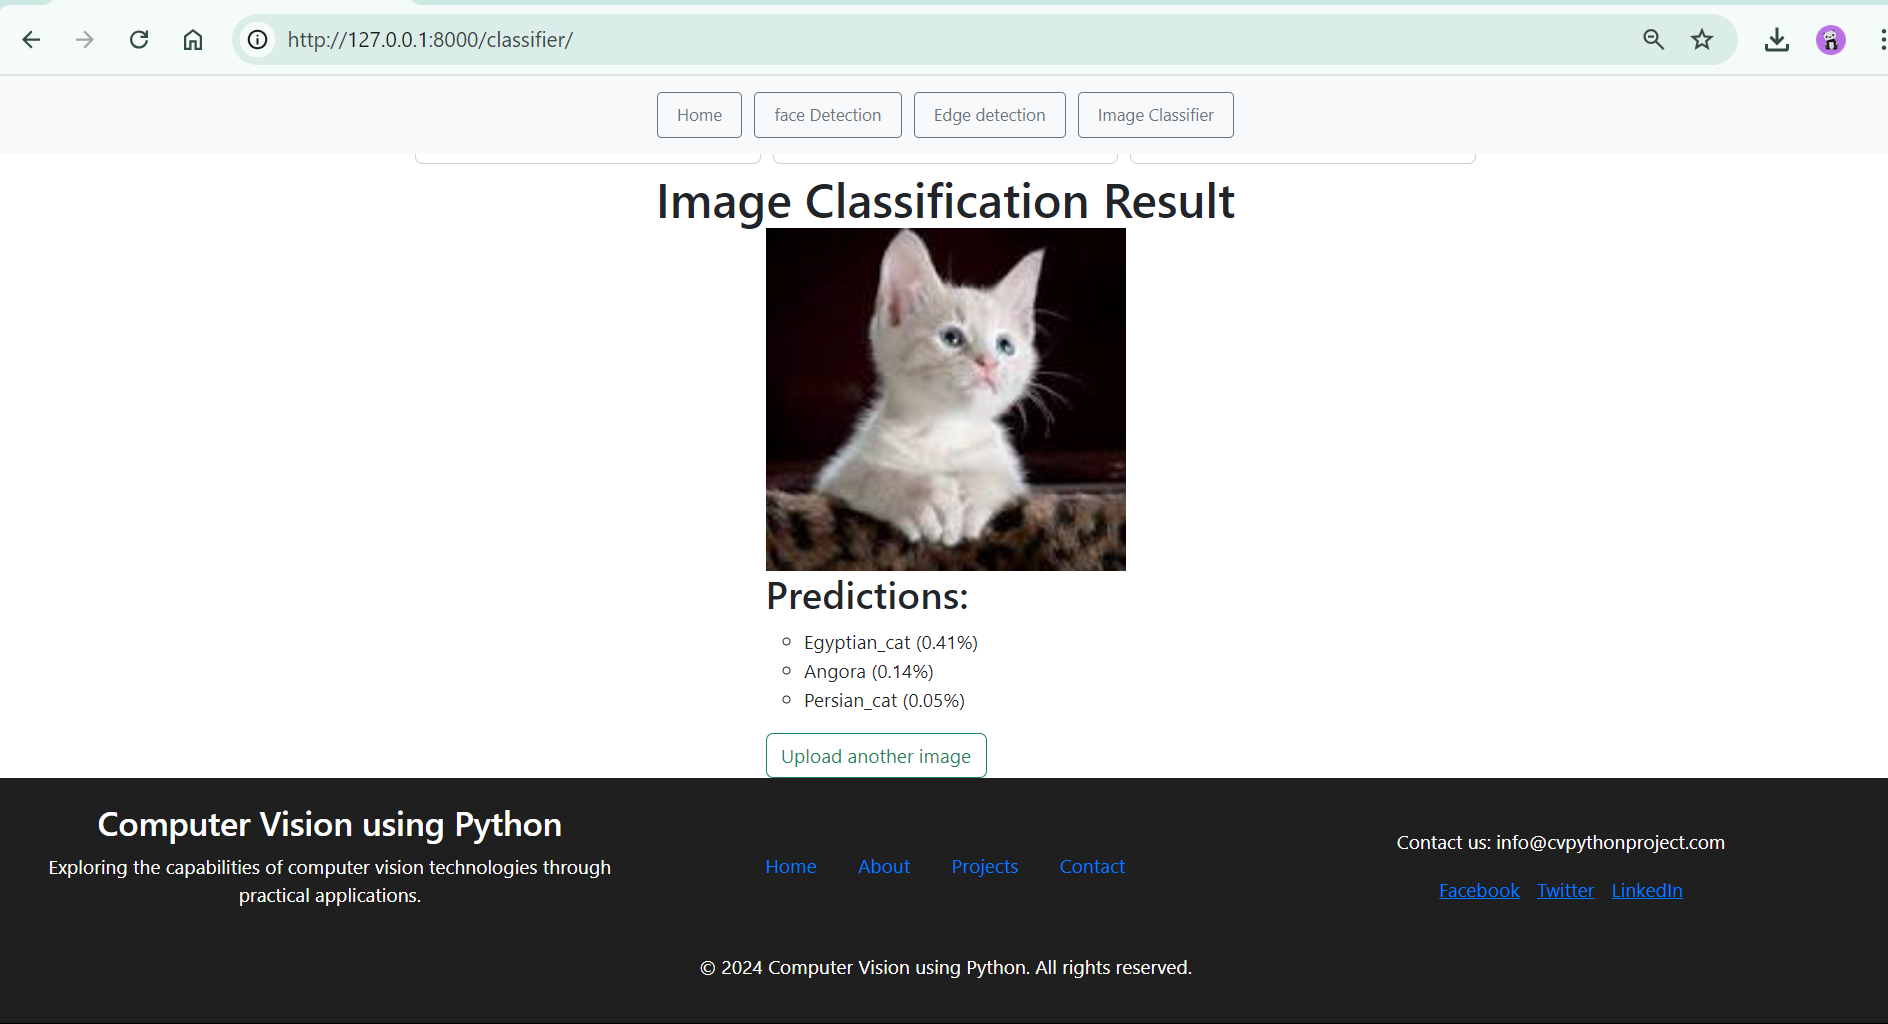 http://127.0.0.1:8000/classifier/
Home face Detection Edge detection Image Classifier
Image Classification Result
Predictions:
Egyptian_cat (0.41%)
Angora (0.14%)
Persian_cat (0.05%)
Upload another image
Computer Vision using Python
Exploring the capabilities of computer vision technologies through
practical applications.
Home About Projects Contact
Contact us: info@cvpythonproject.com
Facebook Twitter LinkedIn
© 2024 Computer Vision using Python. All rights reserved.